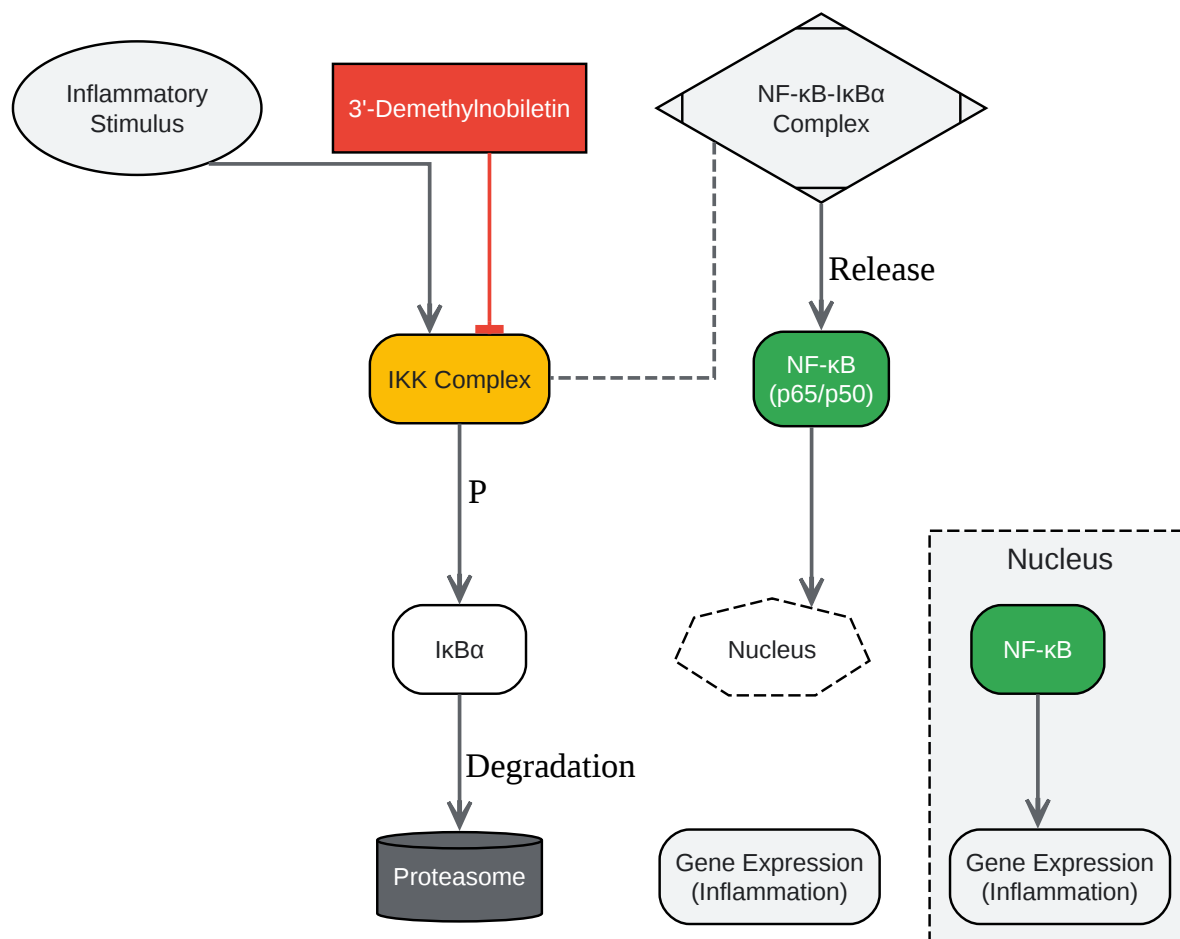 Inflammatory
Stimulus
3'-Demethylnobiletin
NF-κB-IκBα
Complex
Release
IKK Complex
NF-κB
(p65/p50)
P
Nucleus
IκBα
Nucleus
NF-κB
Degradation
Proteasome
Gene Expression
(Inflammation)
Gene Expression
(Inflammation)